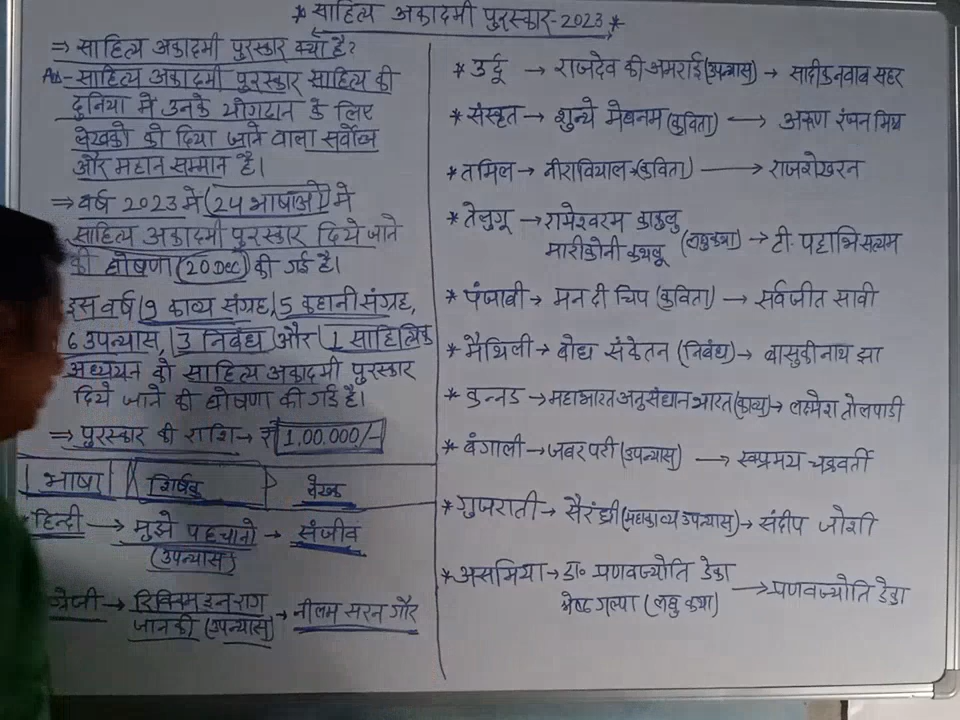 * साहित्य अकादमी पुरस्कार-2023 *
⇒ साहित्य अकादमी पुरस्कार क्या है?
Ans- साहित्य अकादमी पुरस्कार साहित्य की
दुनिया मे उनके योगदान के लिए
लेखको को दिया जाने वाला सर्वोच्च
और महान सम्मान है।
⇒ वर्ष 2023 मे (24 भाषाओ) मे
साहित्य अकादमी पुरस्कार दिये जाने
की घोषणा (20 DEC) की गई है।
इस वर्ष 9 काव्य संग्रह, 5 कहानी संग्रह,
6 उपन्यास, 3 निबंध और 1 साहित्यिक
अध्ययन को साहित्य अकादमी पुरस्कार
दिये जाने की घोषणा की गई है।
⇒ पुरस्कार की राशि → ₹ 1,00,000/-
भाषा शिर्षक लेखक
* हिन्दी → मुझे पहचानो → संजीव
(उपन्यास)
ग्रेजी → रिक्विम इन राग → नीलम सरन गौर
जानकी (उपन्यास)
* उर्दू → राजदेव की अमराई (उपन्यास) → सादीक नवाब सहर
* संस्कृत → शुन्ये मेघनम (कविता) → अरुण रंजन मिश्र
* तमिल → नीरावियाल (कविता) → राजशेखरन
* तेलुगू → रामेश्वरम काकुलु
मारीकोनी कथलू (लघुकथा) → टी. पट्टाभि सत्यम
* पंजाबी → मन दी चिप (कविता) → सर्वजीत सावी
* मैथिली → बोध संकेतन (निबंध) → वासुकीनाथ झा
* कन्नड → महाभारत अनुसंधान भारत (काव्य) → लक्ष्मेश तोलपाडी
* बंगाली → जबर परी (उपन्यास) → स्वप्रमय चक्रवर्ती
* गुजराती → सैरंध्री (महाकाव्य उपन्यास) → संदीप जोशी
* असमिया → डा॰ प्रणवज्योति डेका
श्रेष्ट गल्पा (लघु कथा) → प्रणवज्योति डेका